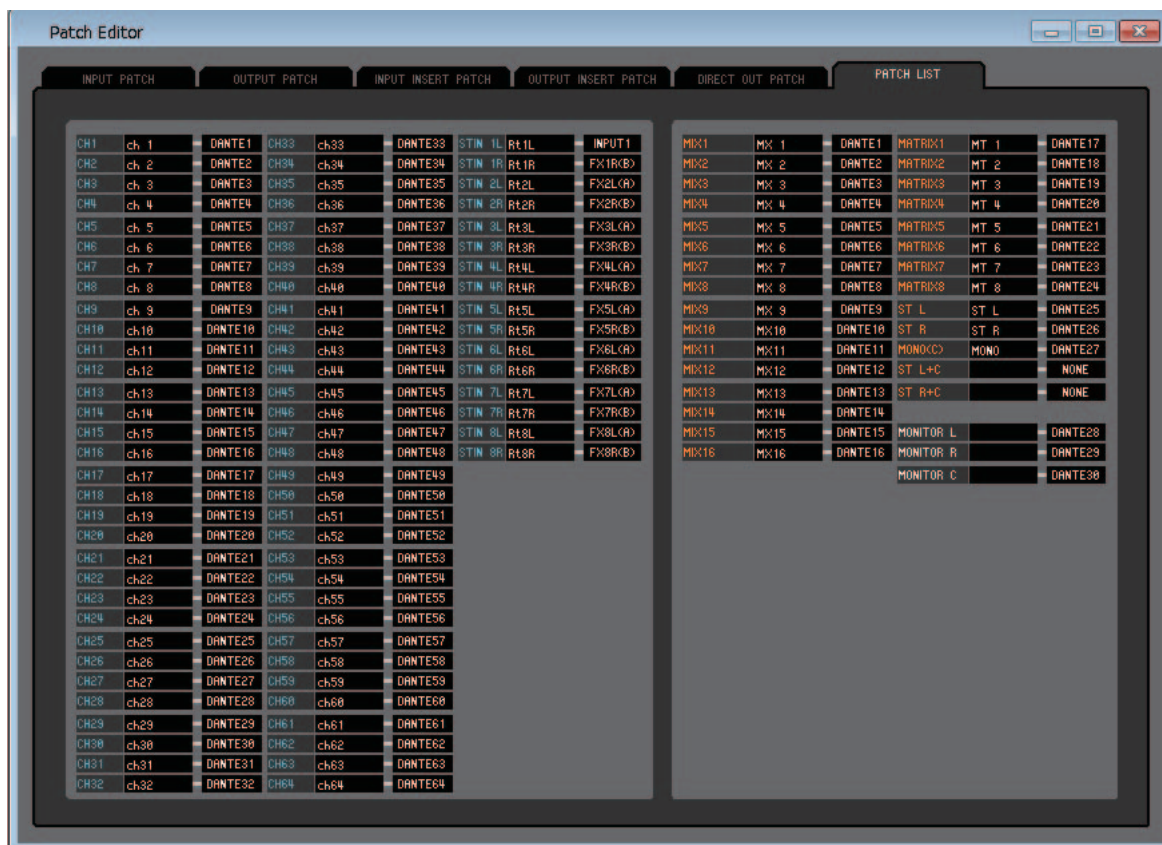 Patch Editor
INPUT PATCH OUTPUT PATCH INPUT INSERT PATCH OUTPUT INSERT PATCH DIRECT OUT PATCH PATCH LIST
CH1 ch 1 DANTE1 CH33 ch33 DANTE33 STIN 1L Rt1L INPUT1 MIX1 MX 1 DANTE1 MATRIX1 MT 1 DANTE17
CH2 ch 2 DANTE2 CH34 ch34 DANTE34 STIN 1R Rt1R FX1R(B) MIX2 MX 2 DANTE2 MATRIX2 MT 2 DANTE18
CH3 ch 3 DANTE3 CH35 ch35 DANTE35 STIN 2L Rt2L FX2L(A) MIX3 MX 3 DANTE3 MATRIX3 MT 3 DANTE19
CH4 ch 4 DANTE4 CH36 ch36 DANTE36 STIN 2R Rt2R FX2R(B) MIX4 MX 4 DANTE4 MATRIX4 MT 4 DANTE20
CH5 ch 5 DANTE5 CH37 ch37 DANTE37 STIN 3L Rt3L FX3L(A) MIX5 MX 5 DANTE5 MATRIX5 MT 5 DANTE21
CH6 ch 6 DANTE6 CH38 ch38 DANTE38 STIN 3R Rt3R FX3R(B) MIX6 MX 6 DANTE6 MATRIX6 MT 6 DANTE22
CH7 ch 7 DANTE7 CH39 ch39 DANTE39 STIN 4L Rt4L FX4L(A) MIX7 MX 7 DANTE7 MATRIX7 MT 7 DANTE23
CH8 ch 8 DANTE8 CH40 ch40 DANTE40 STIN 4R Rt4R FX4R(B) MIX8 MX 8 DANTE8 MATRIX8 MT 8 DANTE24
CH9 ch 9 DANTE9 CH41 ch41 DANTE41 STIN 5L Rt5L FX5L(A) MIX9 MX 9 DANTE9 ST L ST L DANTE25
CH10 ch10 DANTE10 CH42 ch42 DANTE42 STIN 5R Rt5R FX5R(B) MIX10 MX10 DANTE10 ST R ST R DANTE26
CH11 ch11 DANTE11 CH43 ch43 DANTE43 STIN 6L Rt6L FX6L(A) MIX11 MX11 DANTE11 MONO(C) MONO DANTE27
CH12 ch12 DANTE12 CH44 ch44 DANTE44 STIN 6R Rt6R FX6R(B) MIX12 MX12 DANTE12 ST L+C NONE
CH13 ch13 DANTE13 CH45 ch45 DANTE45 STIN 7L Rt7L FX7L(A) MIX13 MX13 DANTE13 ST R+C NONE
CH14 ch14 DANTE14 CH46 ch46 DANTE46 STIN 7R Rt7R FX7R(B) MIX14 MX14 DANTE14
CH15 ch15 DANTE15 CH47 ch47 DANTE47 STIN 8L Rt8L FX8L(A) MIX15 MX15 DANTE15 MONITOR L DANTE28
CH16 ch16 DANTE16 CH48 ch48 DANTE48 STIN 8R Rt8R FX8R(B) MIX16 MX16 DANTE16 MONITOR R DANTE29
CH17 ch17 DANTE17 CH49 ch49 DANTE49 MONITOR C DANTE30
CH18 ch18 DANTE18 CH50 ch50 DANTE50
CH19 ch19 DANTE19 CH51 ch51 DANTE51
CH20 ch20 DANTE20 CH52 ch52 DANTE52
CH21 ch21 DANTE21 CH53 ch53 DANTE53
CH22 ch22 DANTE22 CH54 ch54 DANTE54
CH23 ch23 DANTE23 CH55 ch55 DANTE55
CH24 ch24 DANTE24 CH56 ch56 DANTE56
CH25 ch25 DANTE25 CH57 ch57 DANTE57
CH26 ch26 DANTE26 CH58 ch58 DANTE58
CH27 ch27 DANTE27 CH59 ch59 DANTE59
CH28 ch28 DANTE28 CH60 ch60 DANTE60
CH29 ch29 DANTE29 CH61 ch61 DANTE61
CH30 ch30 DANTE30 CH62 ch62 DANTE62
CH31 ch31 DANTE31 CH63 ch63 DANTE63
CH32 ch32 DANTE32 CH64 ch64 DANTE64